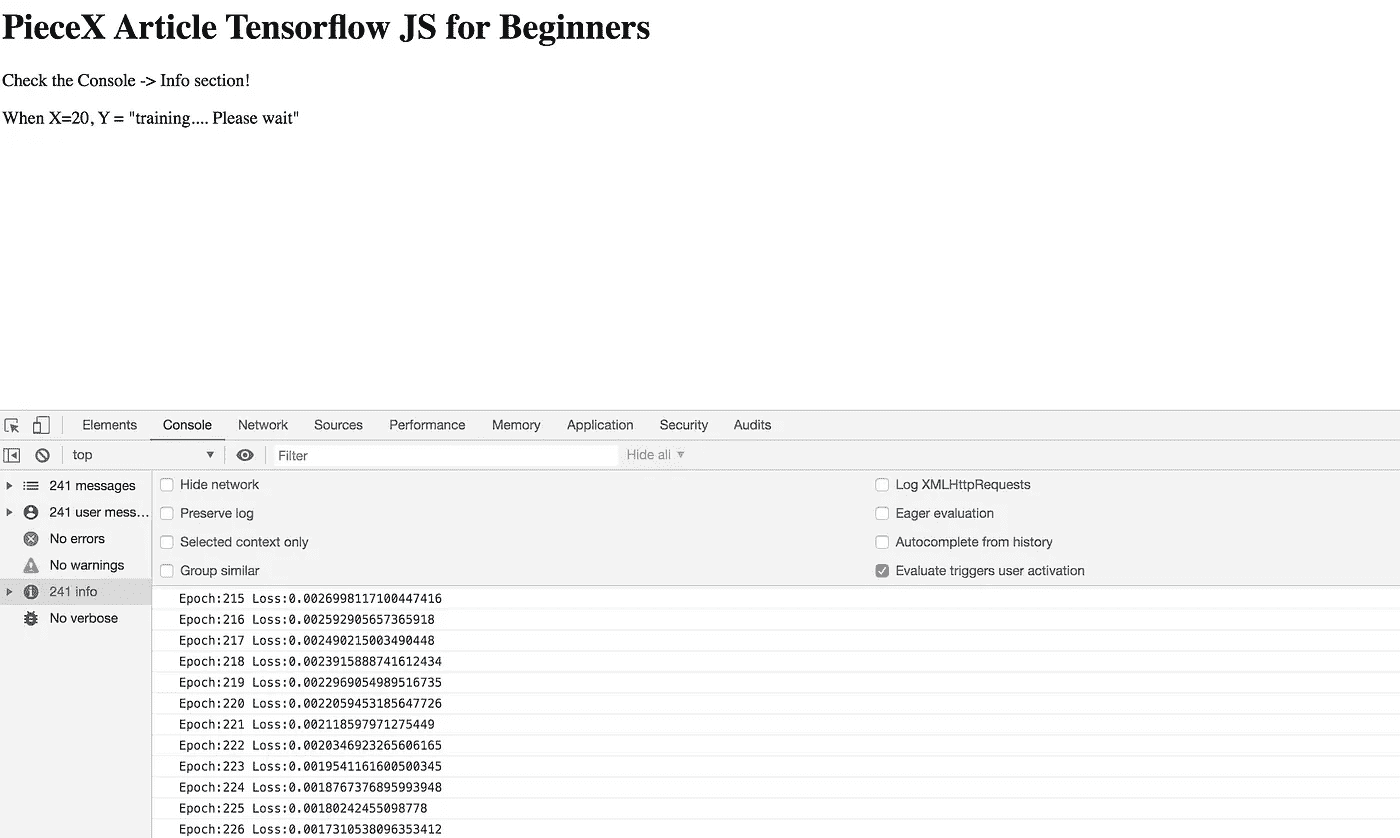 PieceX Article Tensorflow JS for Beginners
Check the Console -> Info section!
When X=20, Y = "training.... Please wait"
Elements Console Network Sources Performance Memory Application Security Audits
top Filter Hide all
241 messages
241 user mess...
No errors
No warnings
241 info
No verbose
Hide network
Preserve log
Selected context only
Group similar
Log XMLHttpRequests
Eager evaluation
Autocomplete from history
Evaluate triggers user activation
Epoch:215 Loss:0.0026998117100447416
Epoch:216 Loss:0.002592905657365918
Epoch:217 Loss:0.002490215003490448
Epoch:218 Loss:0.0023915888741612434
Epoch:219 Loss:0.0022969054989516735
Epoch:220 Loss:0.0022059453185647726
Epoch:221 Loss:0.002118597971275449
Epoch:222 Loss:0.0020346923265606165
Epoch:223 Loss:0.0019541161600500345
Epoch:224 Loss:0.0018767376895993948
Epoch:225 Loss:0.00180242455098778
Epoch:226 Loss:0.0017310538096353412